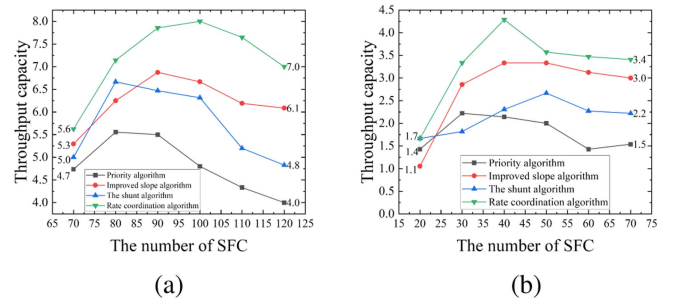 (a)
8.0
7.5
7.0
6.5
6.0
5.5
5.0
4.5
4.0
Throughput capacity
5.6
5.3
5.0
4.7
7.0
6.1
4.8
4.0
Priority algorithm
Improved slope algorithm
The shunt algorithm
Rate coordination algorithm
65 70 75 80 85 90 95 100 105 110 115 120 125
The number of SFC
(a)
(b)
4.5
4.0
3.5
3.0
2.5
2.0
1.5
1.0
0.5
0.0
Throughput capacity
1.7
1.4
1.1
3.4
3.0
2.2
1.5
Priority algorithm
Improved slope algorithm
The shunt algorithm
Rate coordination algorithm
15 20 25 30 35 40 45 50 55 60 65 70 75
The number of SFC
(b)